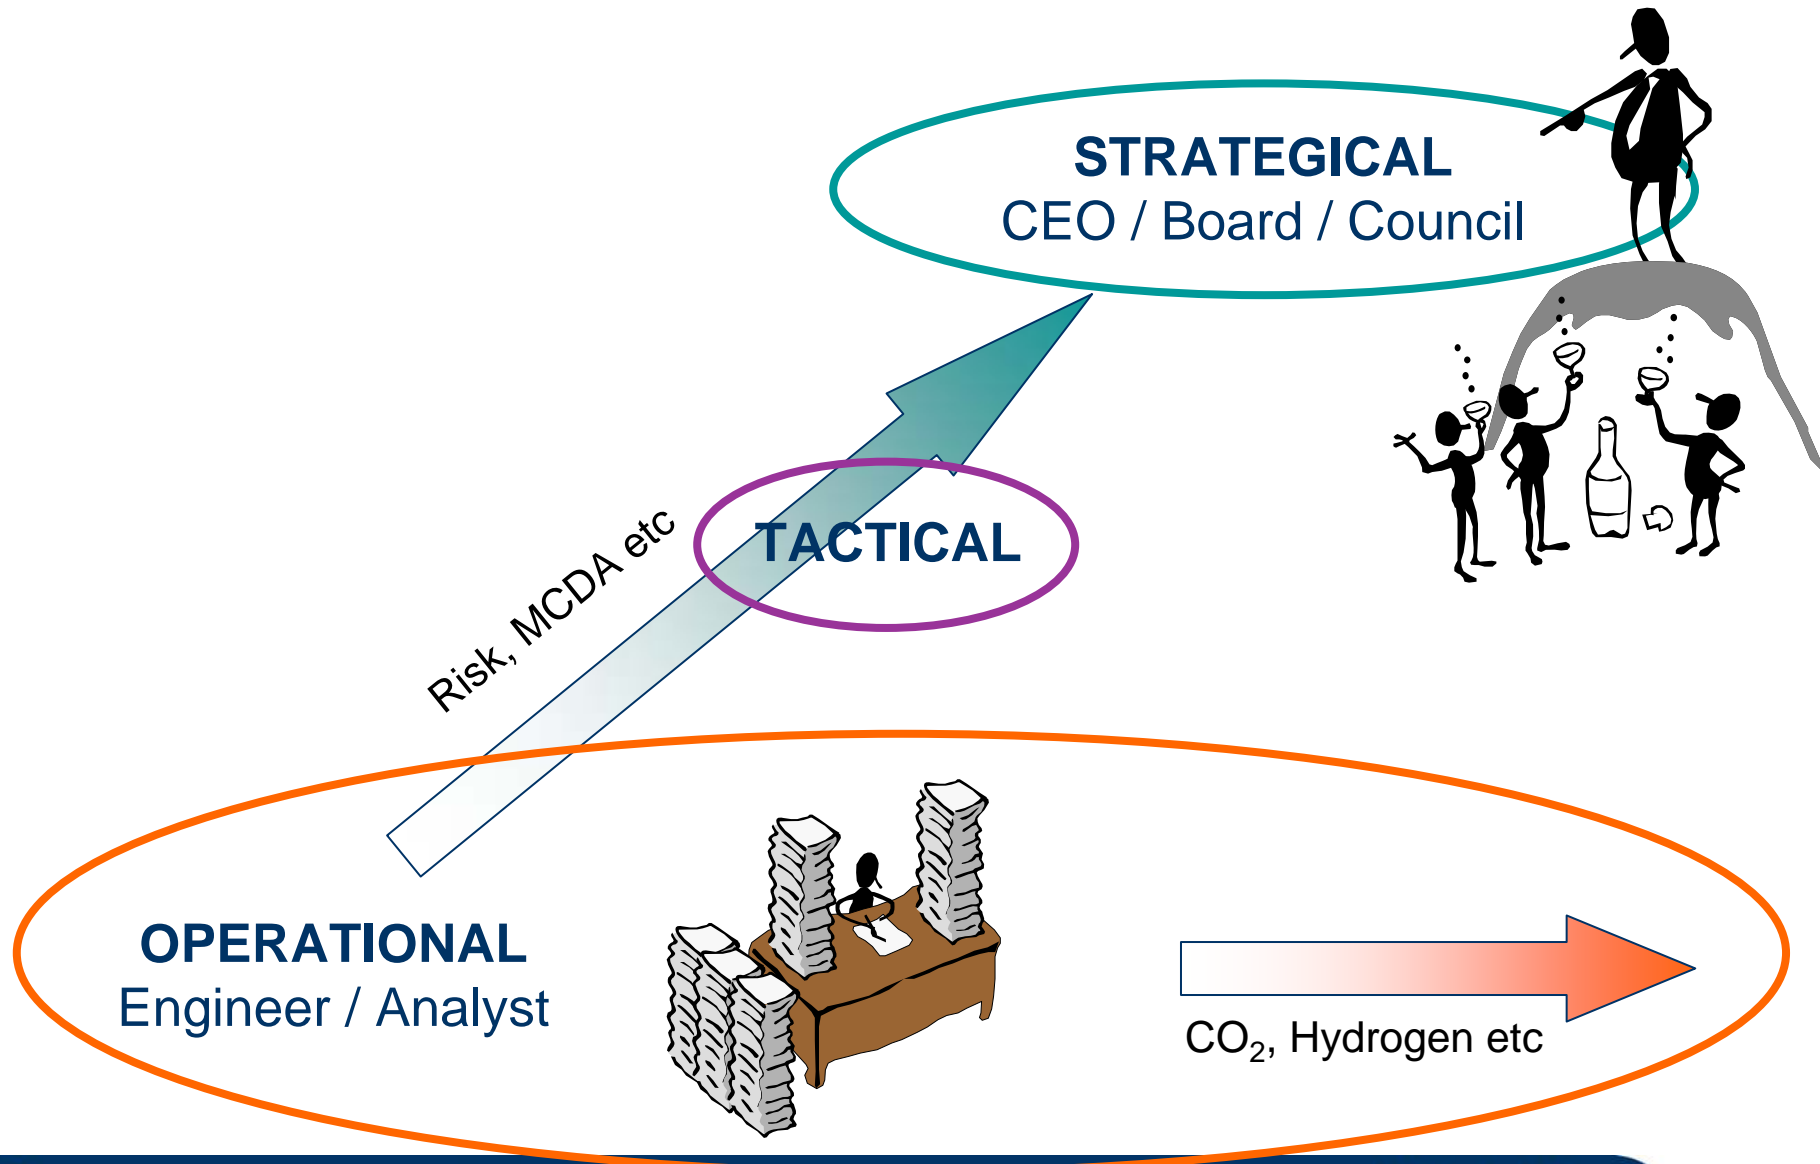 STRATEGICAL
CEO / Board / Council
TACTICAL
Risk, MCDA etc
OPERATIONAL
Engineer / Analyst
CO₂, Hydrogen etc